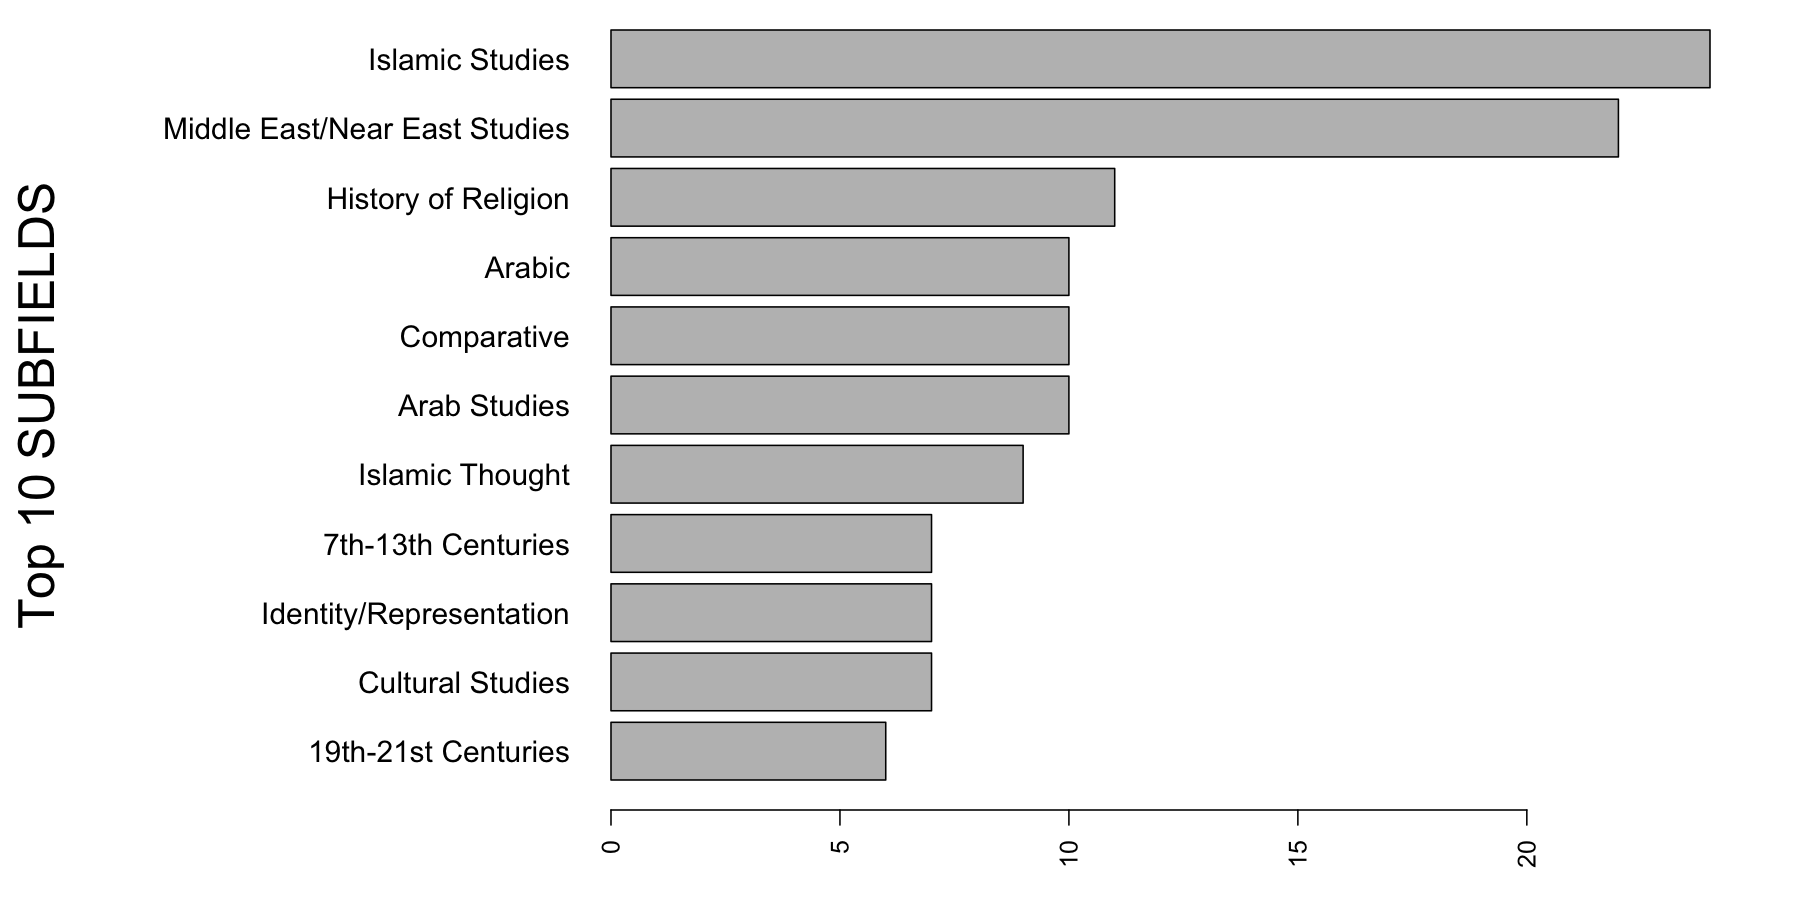 Top 10 SUBFIELDS
Islamic Studies
Middle East/Near East Studies
History of Religion
Arabic
Comparative
Arab Studies
Islamic Thought
7th-13th Centuries
Identity/Representation
Cultural Studies
19th-21st Centuries
0 5 10 15 20